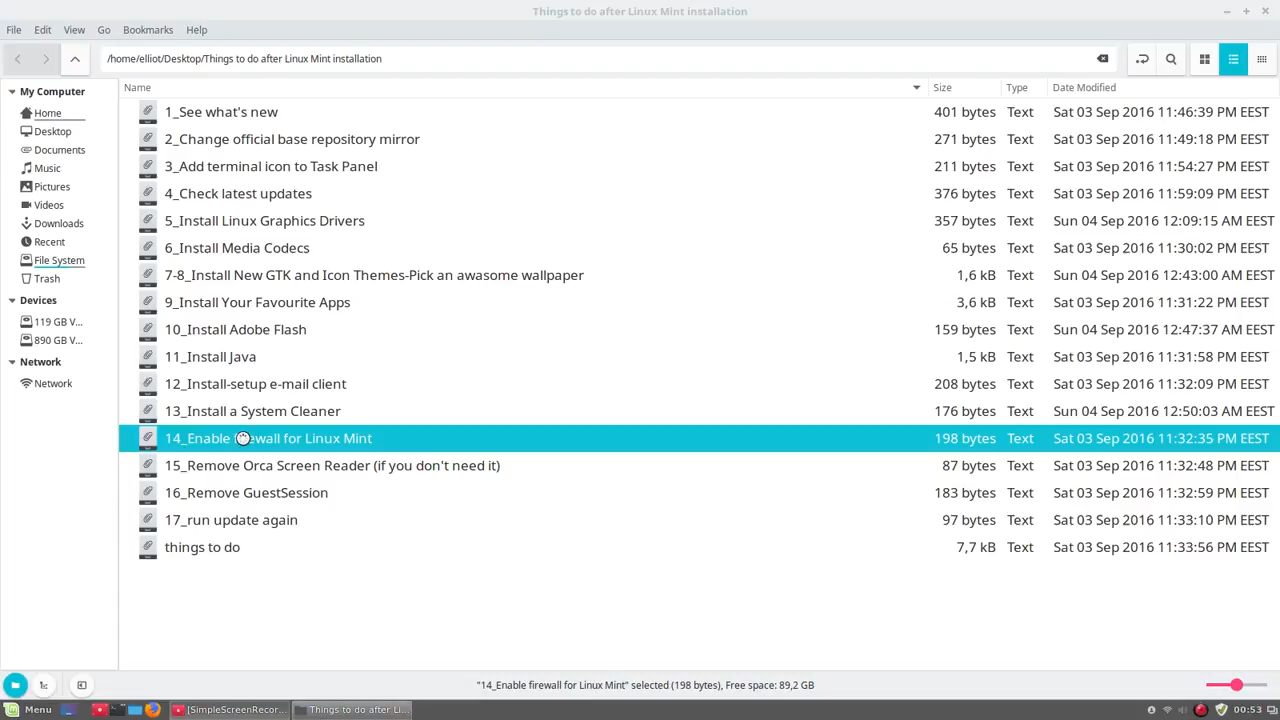 Things to do after Linux Mint installation
File Edit View Go Bookmarks Help
/home/elliot/Desktop/Things to do after Linux Mint installation
My Computer
Home
Desktop
Documents
Music
Pictures
Videos
Downloads
Recent
File System
Trash
Devices
119 GB V...
890 GB V...
Network
Network
Name Size Type Date Modified
1_See what's new 401 bytes Text Sat 03 Sep 2016 11:46:39 PM EEST
2_Change official base repository mirror 271 bytes Text Sat 03 Sep 2016 11:49:18 PM EEST
3_Add terminal icon to Task Panel 211 bytes Text Sat 03 Sep 2016 11:54:27 PM EEST
4_Check latest updates 376 bytes Text Sat 03 Sep 2016 11:59:09 PM EEST
5_Install Linux Graphics Drivers 357 bytes Text Sun 04 Sep 2016 12:09:15 AM EEST
6_Install Media Codecs 65 bytes Text Sat 03 Sep 2016 11:30:02 PM EEST
7-8_Install New GTK and Icon Themes-Pick an awasome wallpaper 1,6 kB Text Sun 04 Sep 2016 12:43:00 AM EEST
9_Install Your Favourite Apps 3,6 kB Text Sat 03 Sep 2016 11:31:22 PM EEST
10_Install Adobe Flash 159 bytes Text Sun 04 Sep 2016 12:47:37 AM EEST
11_Install Java 1,5 kB Text Sat 03 Sep 2016 11:31:58 PM EEST
12_Install-setup e-mail client 208 bytes Text Sat 03 Sep 2016 11:32:09 PM EEST
13_Install a System Cleaner 176 bytes Text Sun 04 Sep 2016 12:50:03 AM EEST
14_Enable firewall for Linux Mint 198 bytes Text Sat 03 Sep 2016 11:32:35 PM EEST
15_Remove Orca Screen Reader (if you don't need it) 87 bytes Text Sat 03 Sep 2016 11:32:48 PM EEST
16_Remove GuestSession 183 bytes Text Sat 03 Sep 2016 11:32:59 PM EEST
17_run update again 97 bytes Text Sat 03 Sep 2016 11:33:10 PM EEST
things to do 7,7 kB Text Sat 03 Sep 2016 11:33:56 PM EEST
"14_Enable firewall for Linux Mint" selected (198 bytes), Free space: 89,2 GB
Menu [SimpleScreenRecor... Things to do after Li... 00:53